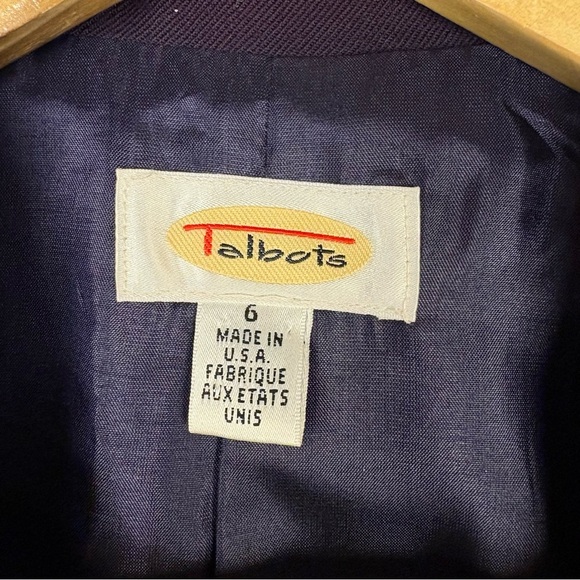 Talbots
6
MADE IN
U.S.A.
FABRIQUE
AUX ETATS
UNIS